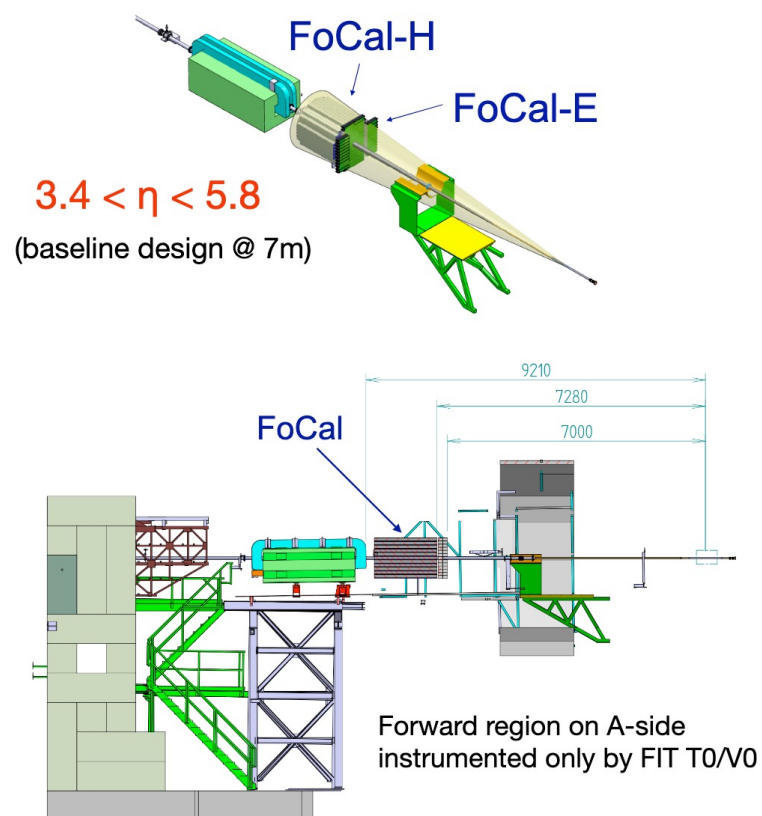 FoCal-H
FoCal-E
3.4 < η < 5.8
(baseline design @ 7m)
9210
7280
7000
FoCal
Forward region on A-side
instrumented only by FIT T0/V0